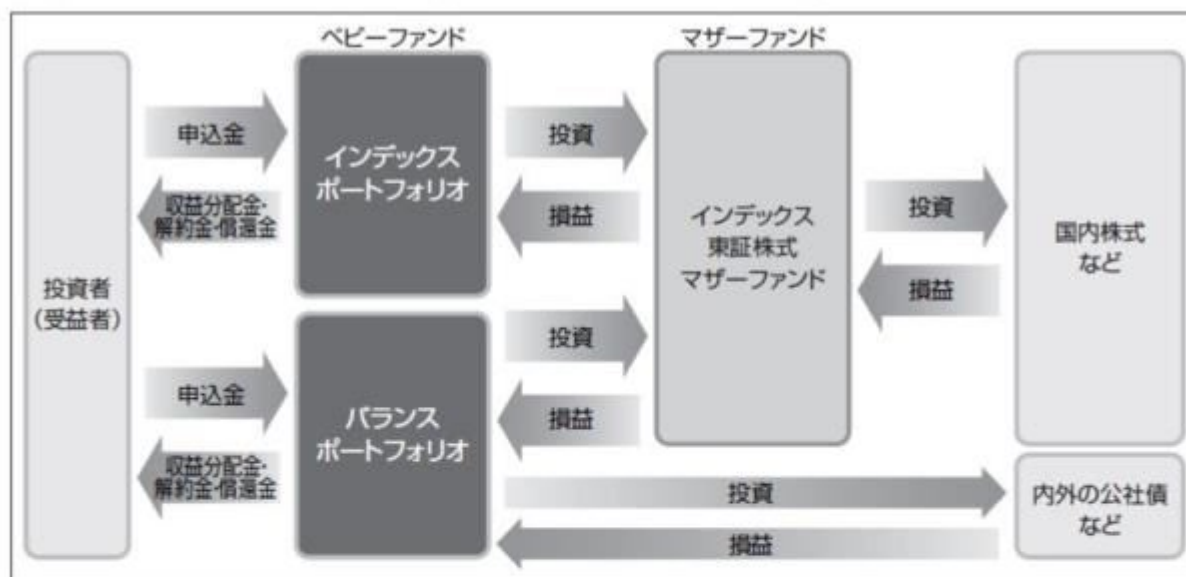 ベビーファンド
マザーファンド
投資者
(受益者)
申込金
収益分配金・
解約金・償還金
インデックス
ポートフォリオ
投資
損益
申込金
収益分配金・
解約金・償還金
バランス
ポートフォリオ
投資
損益
インデックス
東証株式
マザーファンド
投資
損益
国内株式
など
投資
損益
内外の公社債
など